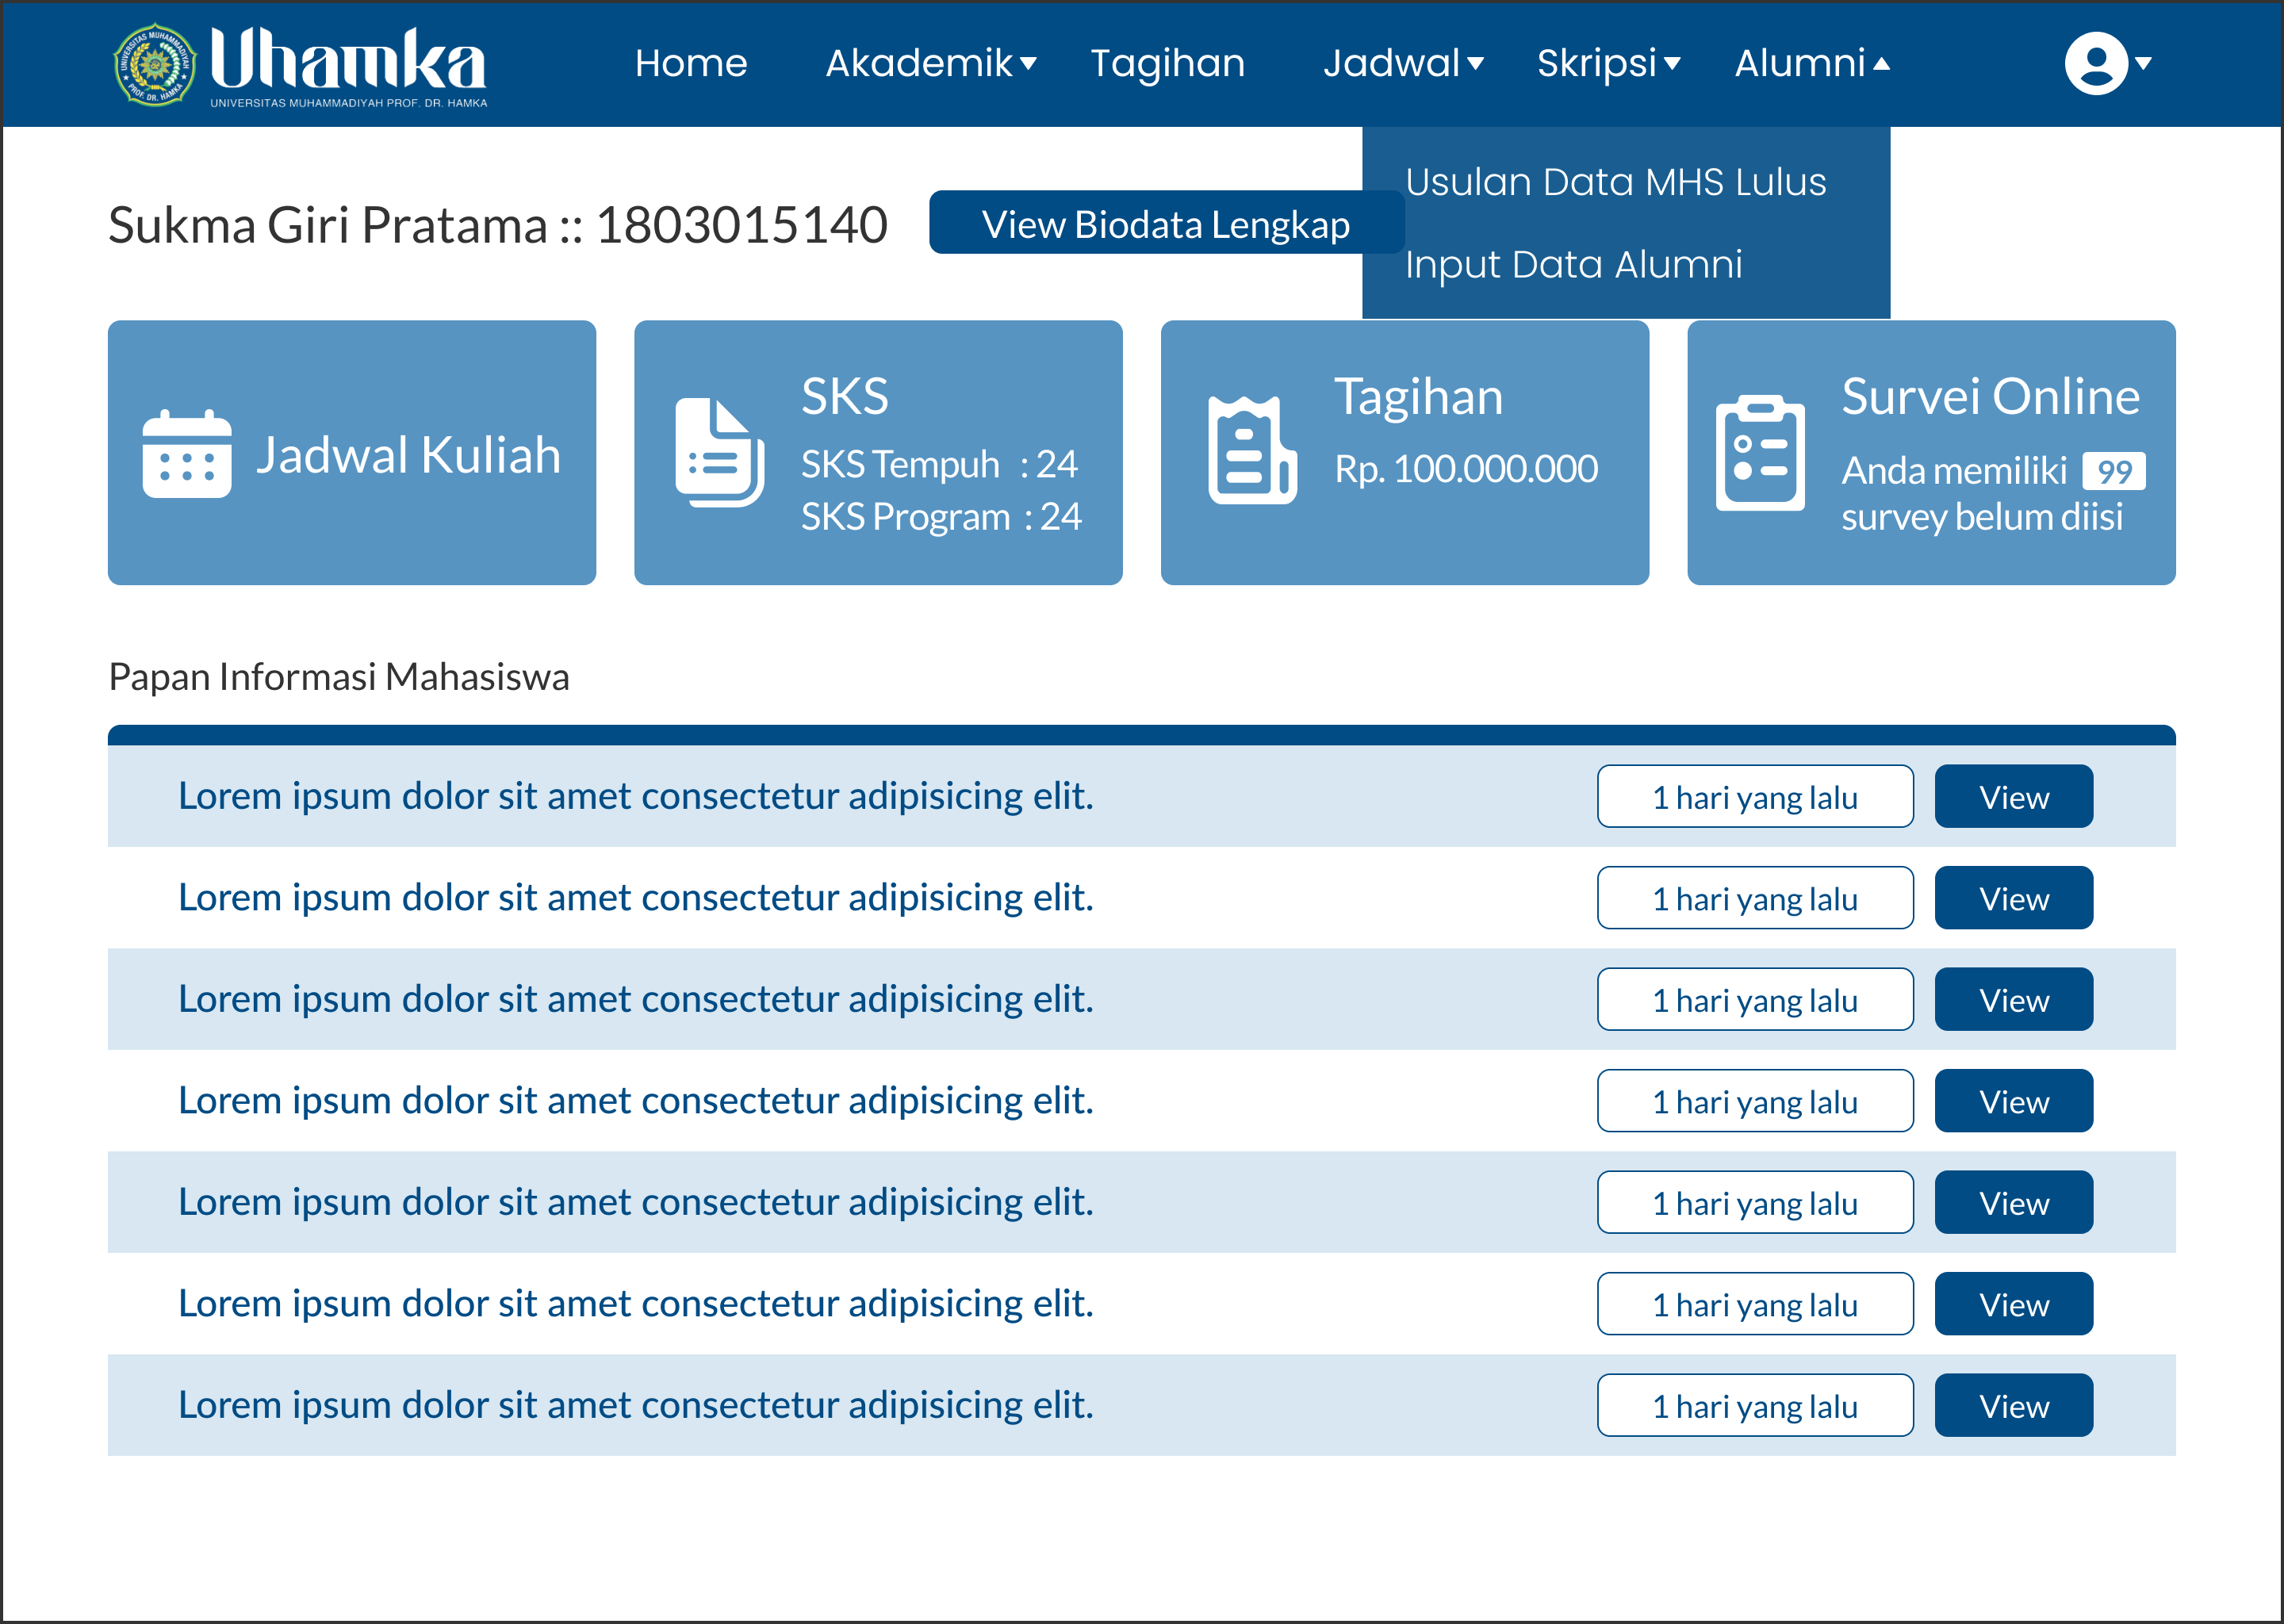 Uhamka
UNIVERSITAS MUHAMMADIYAH PROF. DR. HAMKA
UNIVERSITAS MUHAMMADIYAH
PROF. DR. HAMKA
Home Akademik Tagihan Jadwal Skripsi Alumni
Usulan Data MHS Lulus
Input Data Alumni
Sukma Giri Pratama :: 1803015140
View Biodata Lengkap
Jadwal Kuliah
SKS
SKS Tempuh : 24
SKS Program : 24
Tagihan
Rp. 100.000.000
Survei Online
Anda memiliki 99
survey belum diisi
Papan Informasi Mahasiswa
Lorem ipsum dolor sit amet consectetur adipisicing elit. 1 hari yang lalu View
Lorem ipsum dolor sit amet consectetur adipisicing elit. 1 hari yang lalu View
Lorem ipsum dolor sit amet consectetur adipisicing elit. 1 hari yang lalu View
Lorem ipsum dolor sit amet consectetur adipisicing elit. 1 hari yang lalu View
Lorem ipsum dolor sit amet consectetur adipisicing elit. 1 hari yang lalu View
Lorem ipsum dolor sit amet consectetur adipisicing elit. 1 hari yang lalu View
Lorem ipsum dolor sit amet consectetur adipisicing elit. 1 hari yang lalu View